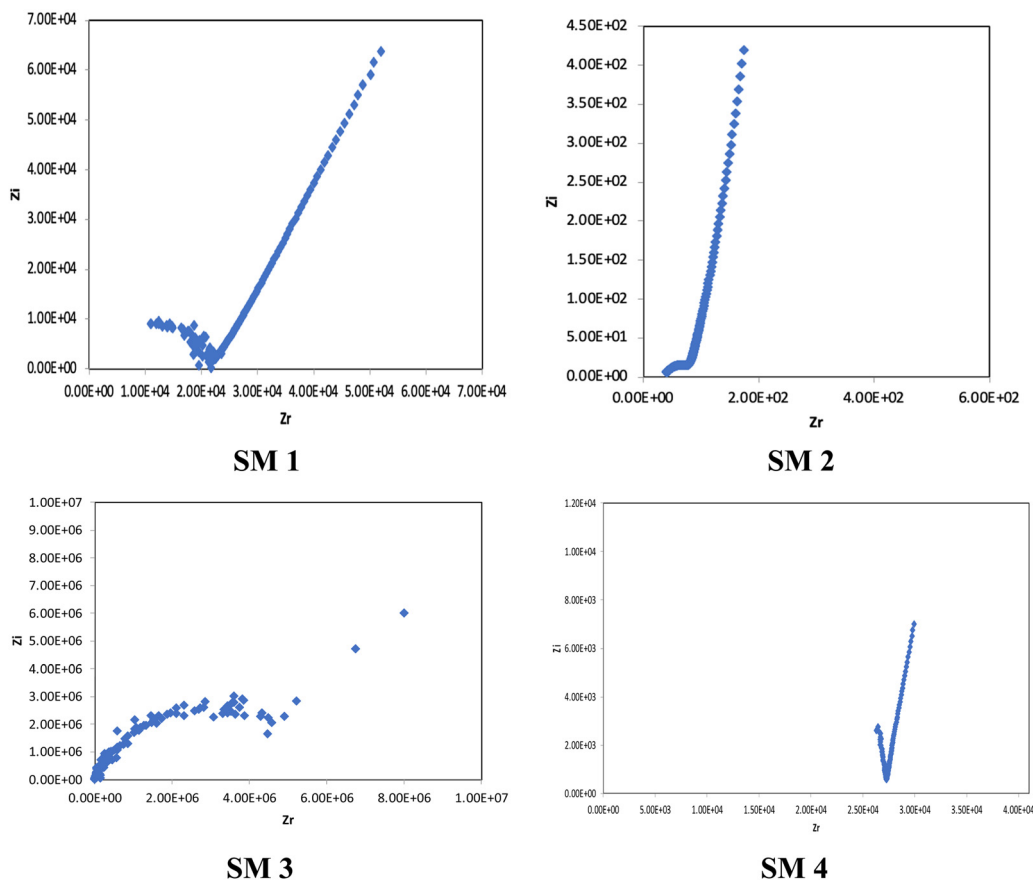 7.00E+04
6.00E+04
5.00E+04
4.00E+04
3.00E+04
2.00E+04
1.00E+04
0.00E+00
Zi
0.00E+00 1.00E+04 2.00E+04 3.00E+04 4.00E+04 5.00E+04 6.00E+04 7.00E+04
Zr
SM 1
4.50E+02
4.00E+02
3.50E+02
3.00E+02
2.50E+02
2.00E+02
1.50E+02
1.00E+02
5.00E+01
0.00E+00
Zi
0.00E+00 2.00E+02 4.00E+02 6.00E+02
Zr
SM 2
1.00E+07
9.00E+06
8.00E+06
7.00E+06
6.00E+06
5.00E+06
4.00E+06
3.00E+06
2.00E+06
1.00E+06
0.00E+00
Zi
0.00E+00 2.00E+06 4.00E+06 6.00E+06 8.00E+06 1.00E+07
Zr
SM 3
1.20E+04
1.00E+04
8.00E+03
6.00E+03
4.00E+03
2.00E+03
0.00E+00
Zi
0.00E+00 5.00E+03 1.00E+04 1.50E+04 2.00E+04 2.50E+04 3.00E+04 3.50E+04 4.00E+04
Zr
SM 4